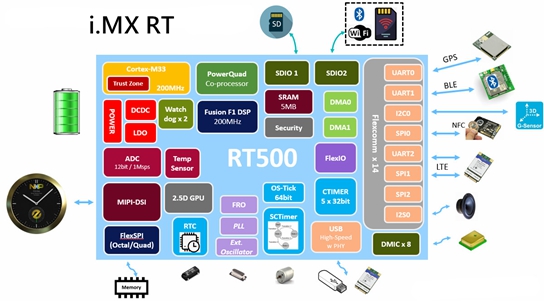 i.MX RT
SD
WiFi
Cortex-M33
Trust Zone
200MHz
PowerQuad
Co-processor
SDIO 1
SDIO2
UART0
GPS
POWER
DCDC
LDO
Watch
dog x 2
Fusion F1 DSP
200MHz
SRAM
5MB
DMA0
UART1
BLE
Security
DMA1
I2C0
3D
G-Sensor
Flexcomm x 14
SPI0
NFC
ADC
12bit / 1Msps
Temp
Sensor
RT500
FlexIO
UART2
LTE
SPI1
NXP
MIPI-DSI
2.5D GPU
FRO
OS-Tick
64bit
CTIMER
5 x 32bit
SPI2
I2S0
FlexSPI
(Octal/Quad)
RTC
PLL
Ext.
Oscillator
SCTimer
USB
High-Speed
w PHY
DMIC x 8
Memory